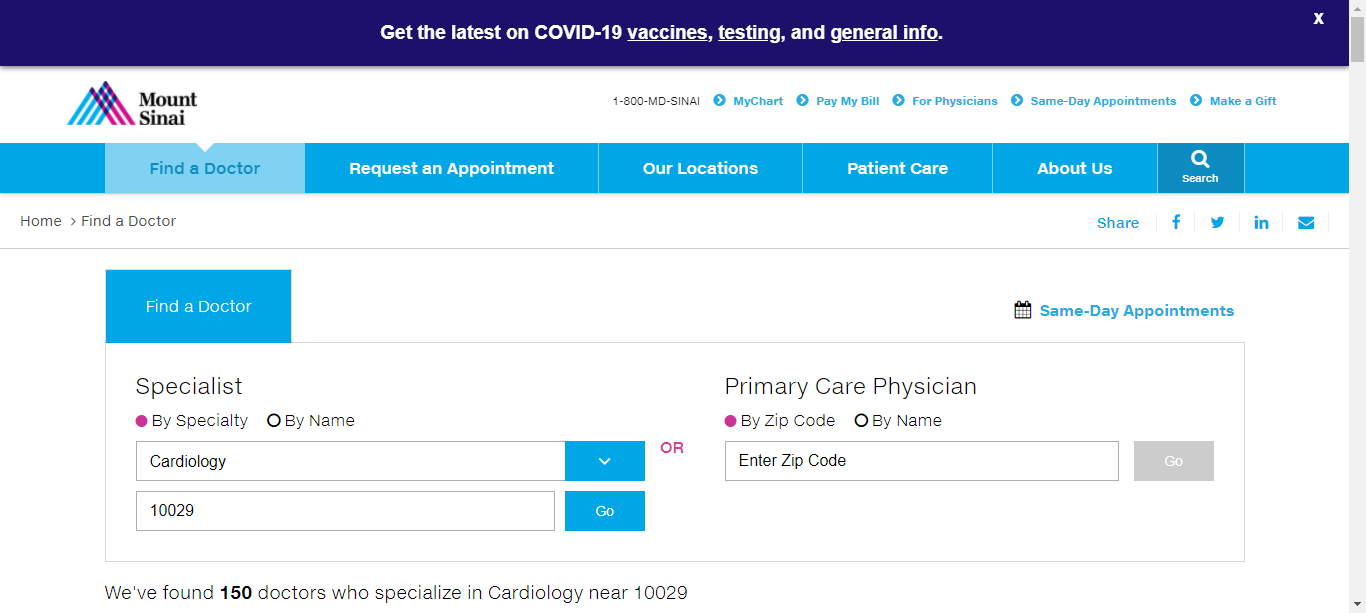 Get the latest on COVID-19 vaccines, testing, and general info.
X
Mount
Sinai
1-800-MD-SINAI MyChart Pay My Bill For Physicians Same-Day Appointments Make a Gift
Find a Doctor Request an Appointment Our Locations Patient Care About Us Search
Home > Find a Doctor
Share
Find a Doctor
Same-Day Appointments
Specialist
By Specialty By Name
Cardiology
10029 Go
OR
Primary Care Physician
By Zip Code By Name
Enter Zip Code Go
We've found 150 doctors who specialize in Cardiology near 10029